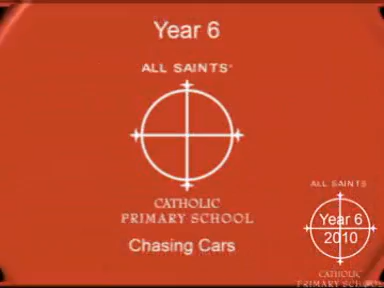 Year 6
ALL SAINTS'
CATHOLIC
PRIMARY SCHOOL
Chasing Cars
ALL SAINTS
Year 6
2010
CATHOLIC
PRIMARY SCHOOL